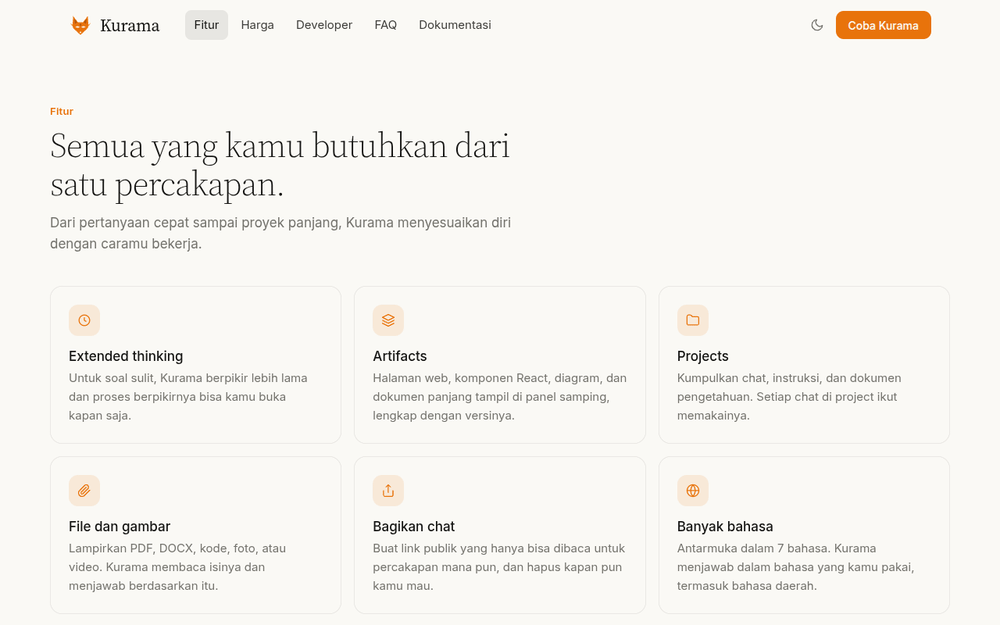 Kurama
Fitur
Harga
Developer
FAQ
Dokumentasi
Coba Kurama
Fitur
Semua yang kamu butuhkan dari
satu percakapan.
Dari pertanyaan cepat sampai proyek panjang, Kurama menyesuaikan diri
dengan caramu bekerja.
Extended thinking
Untuk soal sulit, Kurama berpikir lebih lama
dan proses berpikirnya bisa kamu buka
kapan saja.
Artifacts
Halaman web, komponen React, diagram, dan
dokumen panjang tampil di panel samping,
lengkap dengan versinya.
Projects
Kumpulkan chat, instruksi, dan dokumen
pengetahuan. Setiap chat di project ikut
memakainya.
File dan gambar
Lampirkan PDF, DOCX, kode, foto, atau
video. Kurama membaca isinya dan
menjawab berdasarkan itu.
Bagikan chat
Buat link publik yang hanya bisa dibaca untuk
percakapan mana pun, dan hapus kapan pun
kamu mau.
Banyak bahasa
Antarmuka dalam 7 bahasa. Kurama
menjawab dalam bahasa yang kamu pakai,
termasuk bahasa daerah.